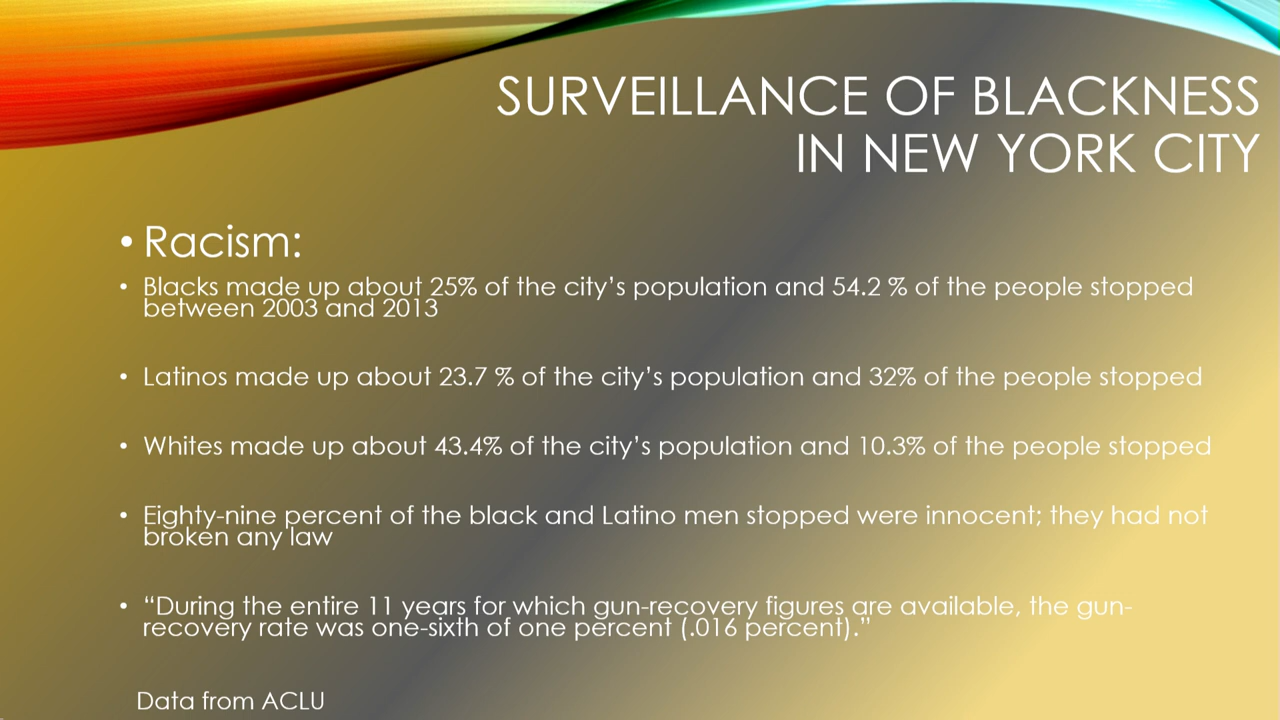 SURVEILLANCE OF BLACKNESS
IN NEW YORK CITY
• Racism:
• Blacks made up about 25% of the city’s population and 54.2 % of the people stopped
between 2003 and 2013
• Latinos made up about 23.7 % of the city’s population and 32% of the people stopped
• Whites made up about 43.4% of the city’s population and 10.3% of the people stopped
• Eighty-nine percent of the black and Latino men stopped were innocent; they had not
broken any law
• “During the entire 11 years for which gun-recovery figures are available, the gun-
recovery rate was one-sixth of one percent (.016 percent).”
Data from ACLU